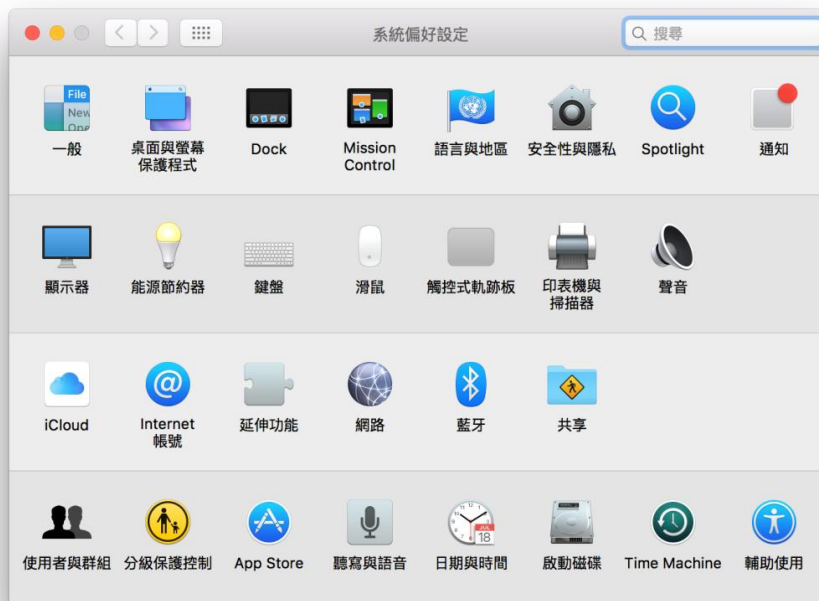 系統偏好設定
搜尋
File
New
Ope
一般
桌面與螢幕
保護程式
Dock
Mission
Control
語言與地區
安全性與隱私
Spotlight
通知
顯示器
能源節約器
鍵盤
滑鼠
觸控式軌跡板
印表機與
掃描器
聲音
iCloud
Internet
帳號
延伸功能
網路
藍牙
共享
使用者與群組
分級保護控制
App Store
聽寫與語音
JUL
18
日期與時間
啟動磁碟
Time Machine
輔助使用